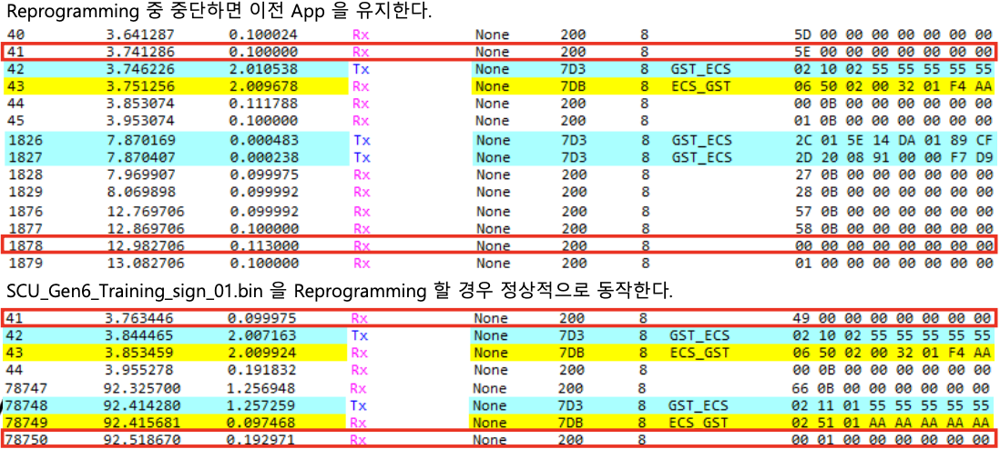 Reprogramming 중 중단하면 이전 App 을 유지한다.
40 3.641287 0.100024 Rx None 200 8 5D 00 00 00 00 00 00 00
41 3.741286 0.100000 Rx None 200 8 5E 00 00 00 00 00 00 00
42 3.746226 2.010538 Tx None 7D3 8 GST_ECS 02 10 02 55 55 55 55 55
43 3.751256 2.009678 Rx None 7DB 8 ECS_GST 06 50 02 00 32 01 F4 AA
44 3.853074 0.111788 Rx None 200 8 00 0B 00 00 00 00 00 00
45 3.953074 0.100000 Rx None 200 8 01 0B 00 00 00 00 00 00
1826 7.870169 0.000483 Tx None 7D3 8 GST_ECS 2C 01 5E 14 DA 01 89 CF
1827 7.870407 0.000238 Tx None 7D3 8 GST_ECS 2D 20 08 91 00 00 F7 D9
1828 7.969907 0.099975 Rx None 200 8 27 0B 00 00 00 00 00 00
1829 8.069898 0.099992 Rx None 200 8 28 0B 00 00 00 00 00 00
1876 12.769706 0.099992 Rx None 200 8 57 0B 00 00 00 00 00 00
1877 12.869706 0.100000 Rx None 200 8 58 0B 00 00 00 00 00 00
1878 12.982706 0.113000 Rx None 200 8 00 00 00 00 00 00 00 00
1879 13.082706 0.100000 Rx None 200 8 01 00 00 00 00 00 00 00
SCU_Gen6_Training_sign_01.bin 을 Reprogramming 할 경우 정상적으로 동작한다.
41 3.763446 0.099975 Rx None 200 8 49 00 00 00 00 00 00 00
42 3.844465 2.007163 Tx None 7D3 8 GST_ECS 02 10 02 55 55 55 55 55
43 3.853459 2.009924 Rx None 7DB 8 ECS_GST 06 50 02 00 32 01 F4 AA
44 3.955278 0.191832 Rx None 200 8 00 0B 00 00 00 00 00 00
78747 92.325700 1.256948 Rx None 200 8 66 0B 00 00 00 00 00 00
78748 92.414280 1.257259 Tx None 7D3 8 GST_ECS 02 11 01 55 55 55 55 55
78749 92.415681 0.097468 Rx None 7DB 8 ECS_GST 02 51 01 AA AA AA AA AA
78750 92.518670 0.192971 Rx None 200 8 00 01 00 00 00 00 00 00